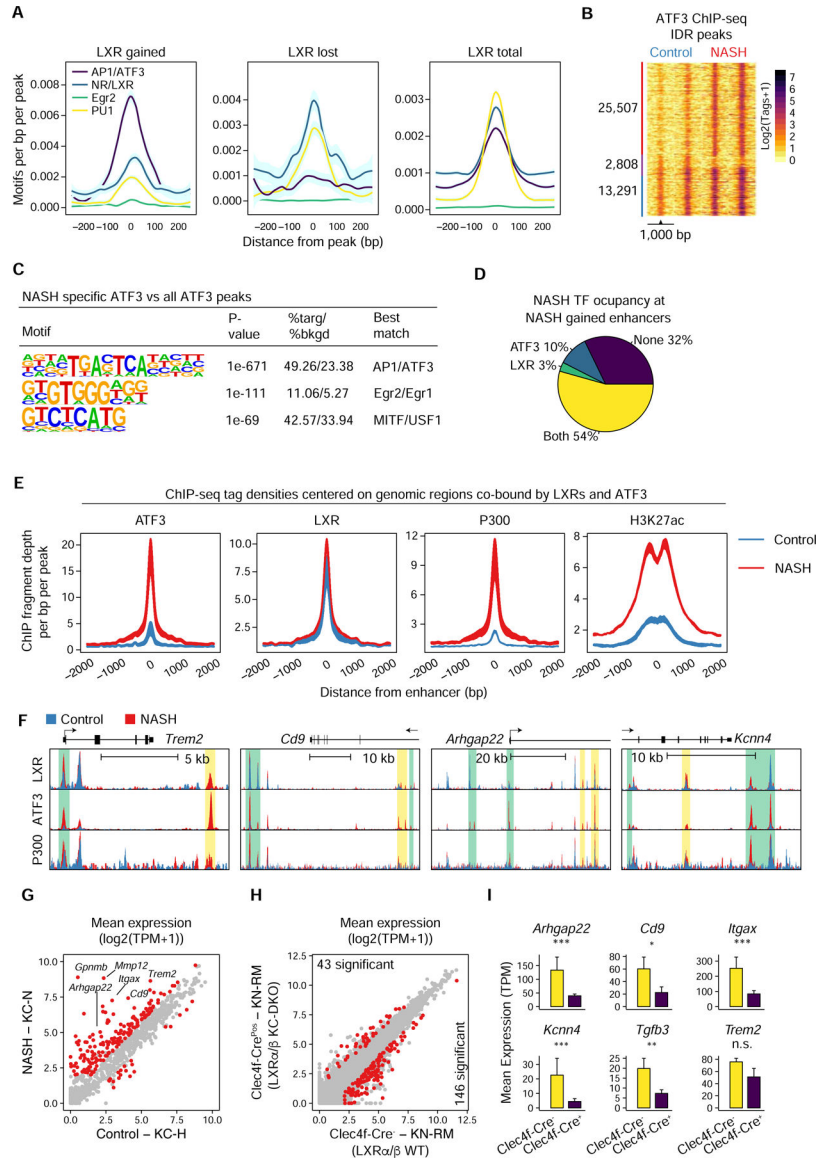 A
LXR gained
LXR lost
LXR total
AP1/ATF3
NR/LXR
Egr2
PU1
Motifs per bp per peak
0.008
0.006
0.004
0.002
0.000
−200
−100
0
100
200
0.004
0.003
0.002
0.001
0.000
−200
−100
0
100
200
0.003
0.002
0.001
0.000
−200
−100
0
100
200
Distance from peak (bp)
B
ATF3 ChIP-seq
IDR peaks
Control
NASH
25,507
2,808
13,291
1,000 bp
Log2(Tags+1)
7
6
5
4
3
2
1
0
C
NASH specific ATF3 vs all ATF3 peaks
Motif
P-
value
%targ/
%bkgd
Best
match
1e-671
49.26/23.38
AP1/ATF3
1e-111
11.06/5.27
Egr2/Egr1
1e-69
42.57/33.94
MITF/USF1
D
NASH TF ocupancy at
NASH gained enhancers
None 32%
ATF3 10%
LXR 3%
Both 54%
E
ChIP-seq tag densities centered on genomic regions co-bound by LXRs and ATF3
ATF3
LXR
P300
H3K27ac
Control
NASH
ChIP fragment depth
per bp per peak
20
15
10
5
0
−2000
−1000
0
1000
2000
10.0
7.5
5.0
2.5
0.0
−2000
−1000
0
1000
2000
12
9
6
3
−2000
−1000
0
1000
2000
8
6
4
2
−2000
−1000
0
1000
2000
Distance from enhancer (bp)
F
Control
NASH
Trem2
Cd9
Arhgap22
Kcnn4
5 kb
10 kb
20 kb
10 kb
LXR
ATF3
P300
G
Mean expression
(log2(TPM+1))
NASH – KC-N
10.0
7.5
5.0
2.5
0.0
Gpnmb
Mmp12
Itgax
Trem2
Arhgap22
Cd9
0.0
2.5
5.0
7.5
10.0
Control – KC-H
H
Mean expression
(log2(TPM+1))
Clec4f-CrePos – KN-RM
(LXRα/β KC-DKO)
12.5
10.0
7.5
5.0
2.5
0.0
43 significant
146 significant
0.0
2.5
5.0
7.5
10.0
12.5
Clec4f-Cre- – KN-RM
(LXRα/β WT)
I
Mean Expression (TPM)
Arhgap22
***
150
100
50
0
Cd9
*
80
60
40
20
0
Itgax
***
300
200
100
0
Kcnn4
***
30
20
10
0
Tgfb3
**
25
20
15
10
5
0
Trem2
n.s.
75
50
25
0
Clec4f-Cre-
Clec4f-Cre+
Clec4f-Cre-
Clec4f-Cre+
Clec4f-Cre-
Clec4f-Cre+